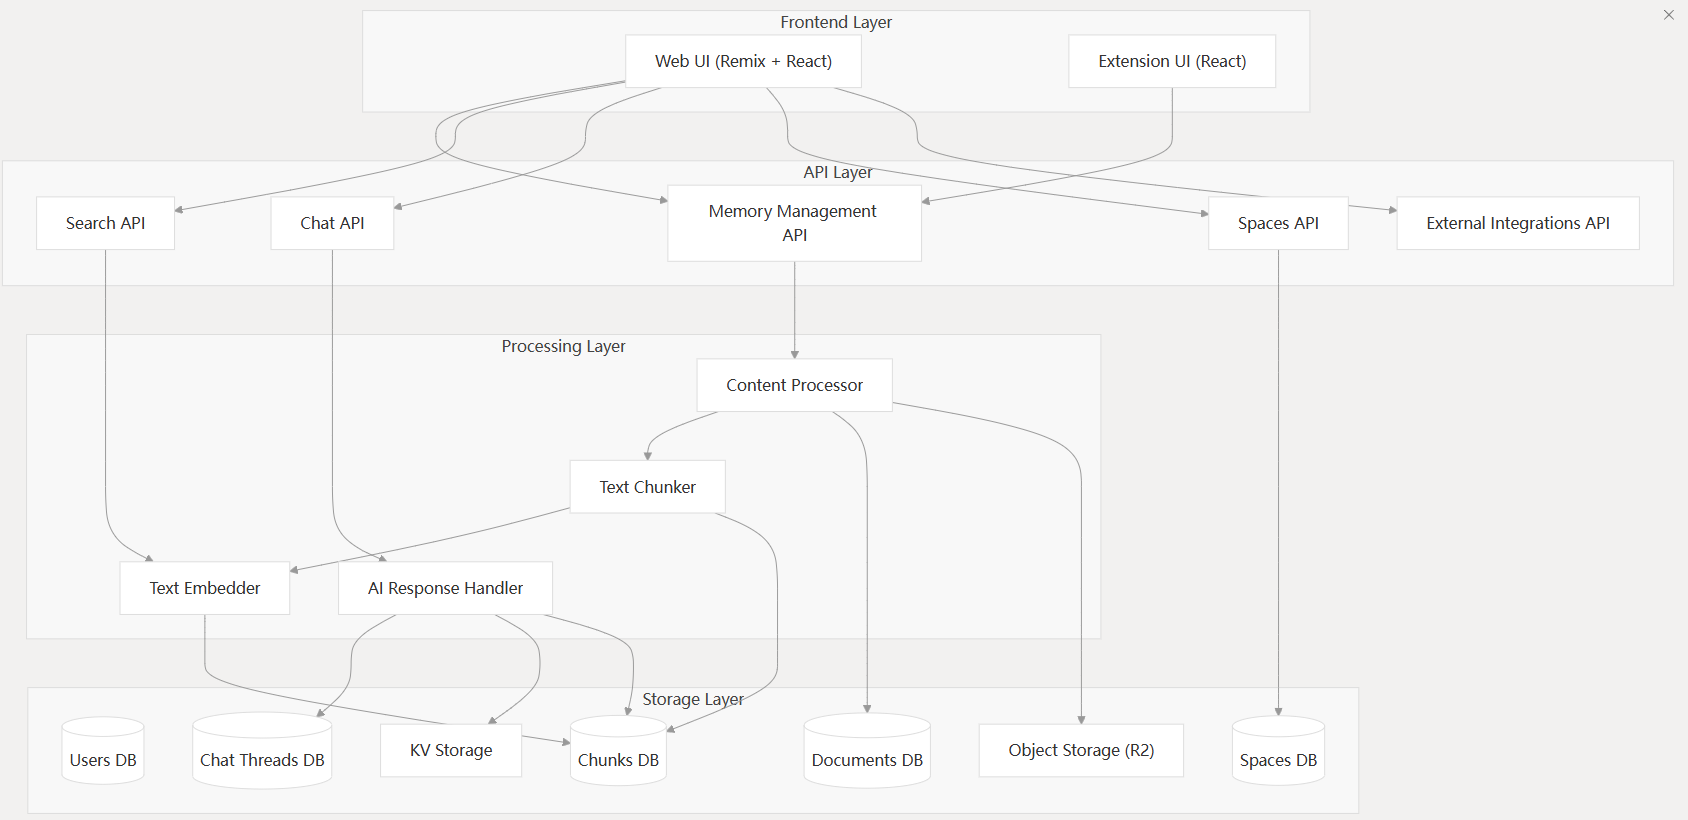 Frontend Layer
Web UI (Remix + React)
Extension UI (React)
API Layer
Search API
Chat API
Memory Management
API
Spaces API
External Integrations API
Processing Layer
Content Processor
Text Chunker
Text Embedder
AI Response Handler
Storage Layer
Users DB
Chat Threads DB
KV Storage
Chunks DB
Documents DB
Object Storage (R2)
Spaces DB